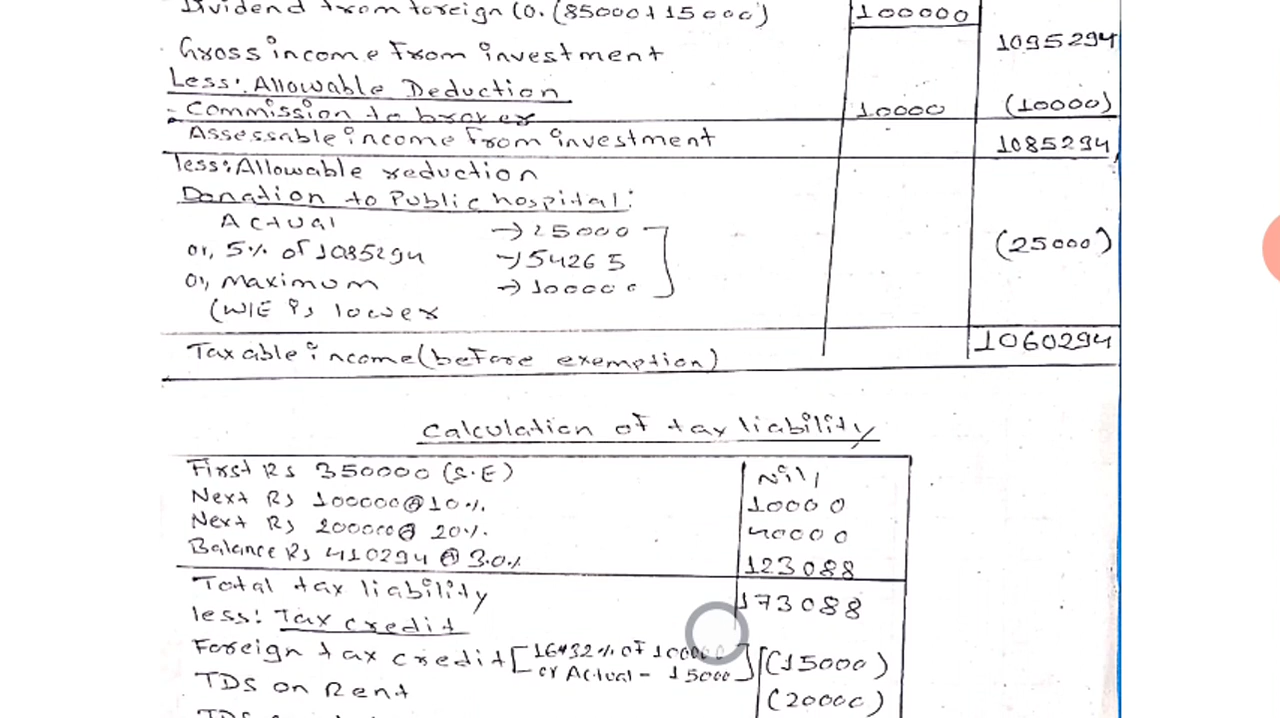 Dividend from foreign Co. (85000+15000) 100000
Gross income from investment 1095294
Less: Allowable Deduction
- Commission to broker 10000 (10000)
Assessable income from investment 1085294
less: Allowable reduction
Donation to Public hospital:
Actual → 25000
or, 5% of 1085294 → 54265 (25000)
or, maximum → 100000
(W/E is lower
Taxable income (before exemption) 1060294
Calculation of tax liability
First Rs 350000 (S.E) Nil
Next Rs 100000 @ 10% 10000
Next Rs 200000 @ 20% 40000
Balance Rs 410294 @ 30% 123088
Total tax liability 173088
less: Tax credit
Foreign tax credit [16.32% of 100000 (15000)
or Actual - 15000]
TDS on Rent (20000)